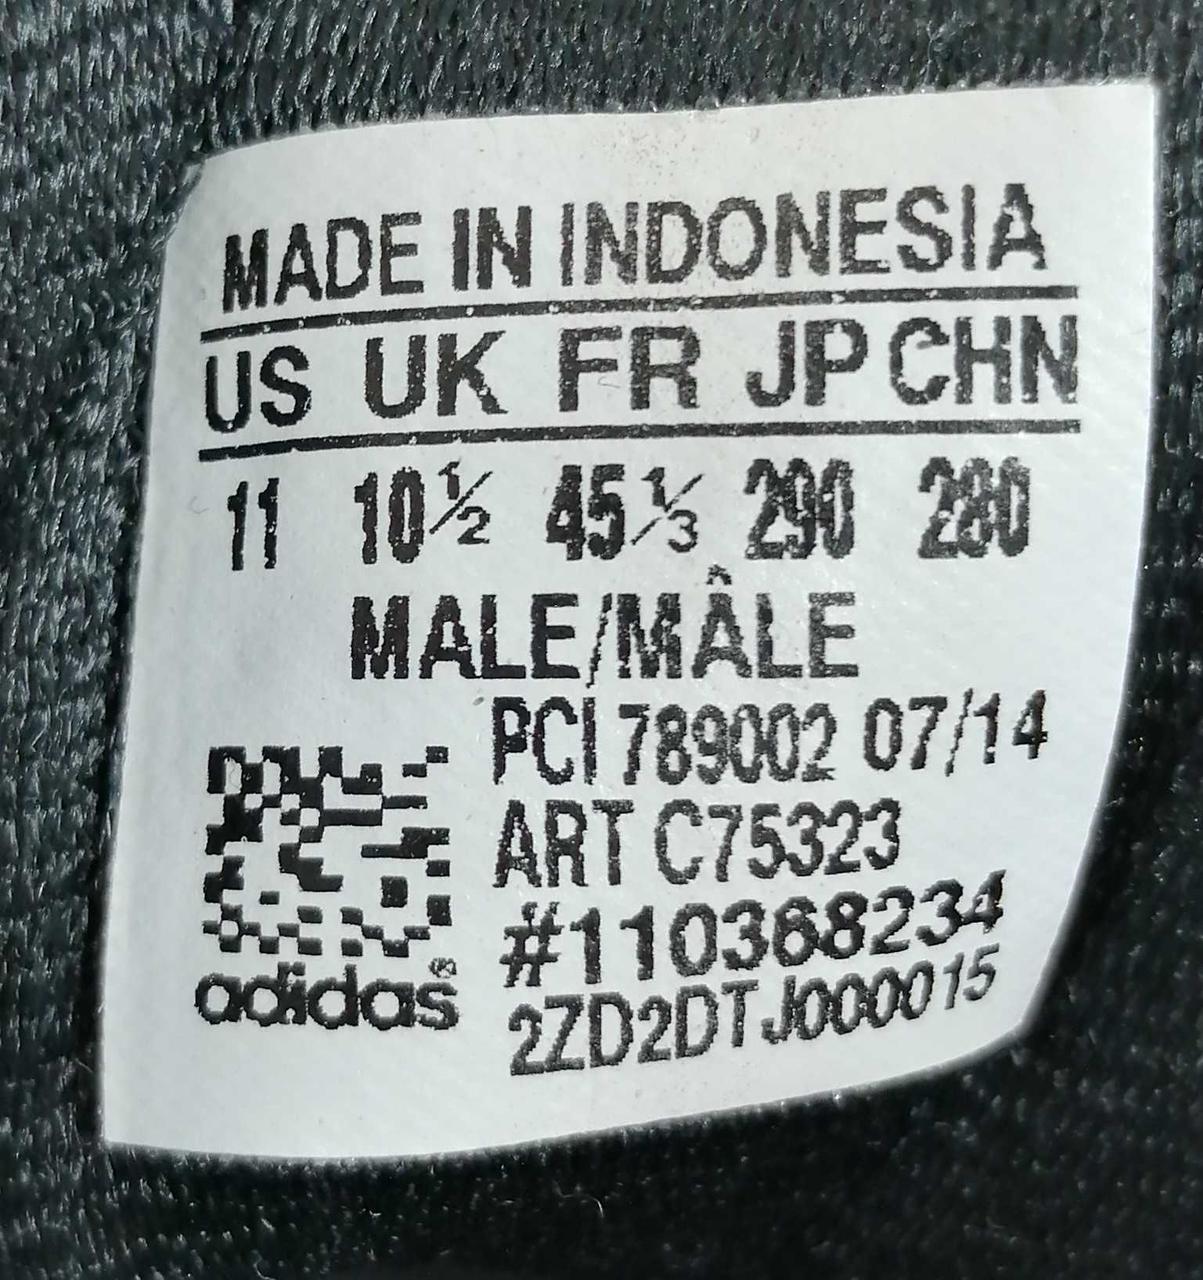 MADE IN INDONESIA
US UK FR JP CHN
11 10½ 45⅓ 290 280
MALE/MÂLE
PCI 789002 07/14
ART C75323
#110368234
adidas®
2ZD2DTJ000015